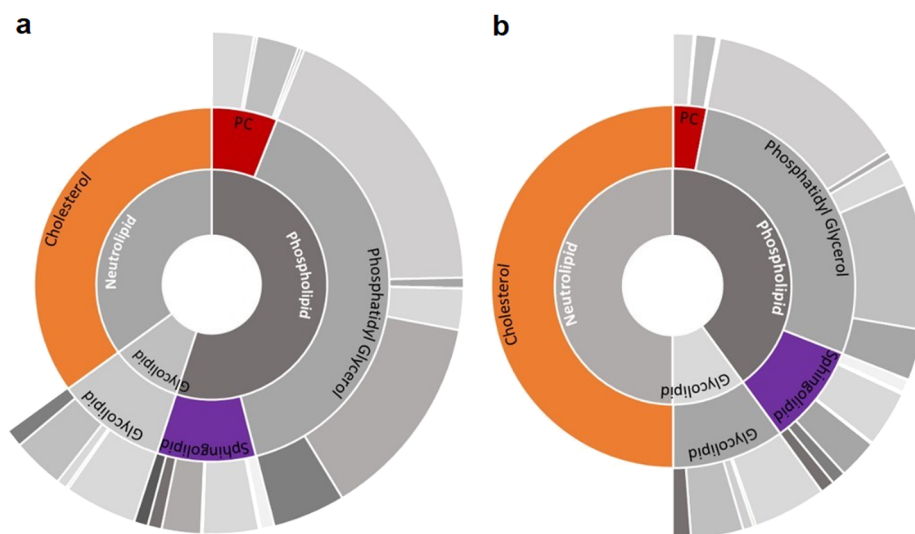 a
PC
Cholesterol
Neutrolipid
Phospholipid
Phosphatidyl Glycerol
Glycolipid
Glycolipid
Sphingolipid
b
PC
Phosphatidyl Glycerol
Cholesterol
Neutrolipid
Phospholipid
Glycolipid
Glycolipid
Sphingolipid